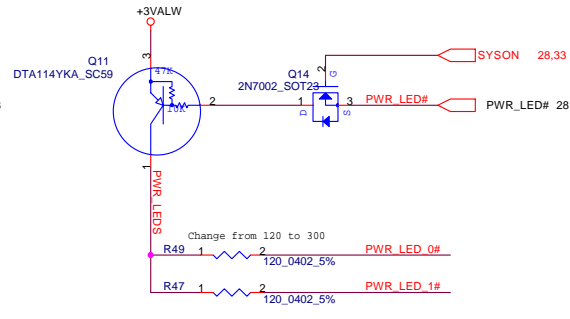 +3VALW
Q11
DTA114YKA_SC59
3
47K
10K
2
1
Q14
2N7002_SOT23
2
G
1
D
3
S
SYSON 28,33
PWR_LED#
PWR_LED# 28
PWR_LEDS
Change from 120 to 300
R49 1 2 PWR_LED_0#
120_0402_5%
R47 1 2 PWR_LED_1#
120_0402_5%